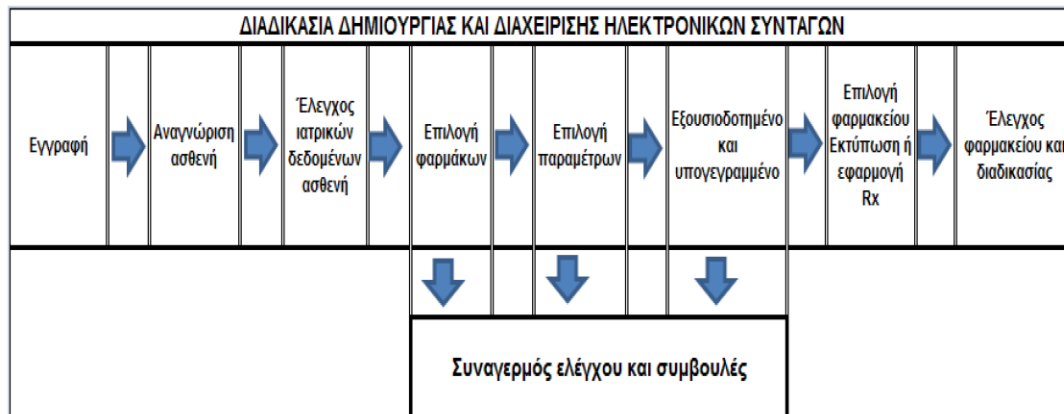 ΔΙΑΔΙΚΑΣΙΑ ΔΗΜΙΟΥΡΓΙΑΣ ΚΑΙ ΔΙΑΧΕΙΡΙΣΗΣ ΗΛΕΚΤΡΟΝΙΚΩΝ ΣΥΝΤΑΓΩΝ
Εγγραφή
Αναγνώριση
ασθενή
Έλεγχος
ιατρικών
δεδομένων
ασθενή
Επιλογή
φαρμάκων
Επιλογή
παραμέτρων
Εξουσιοδοτημένο
και
υπογεγραμμένο
Επιλογή
φαρμακείου
Εκτύπωση ή
εφαρμογή
Rx
Έλεγχος
φαρμακείου και
διαδικασίας
Συναγερμός ελέγχου και συμβουλές